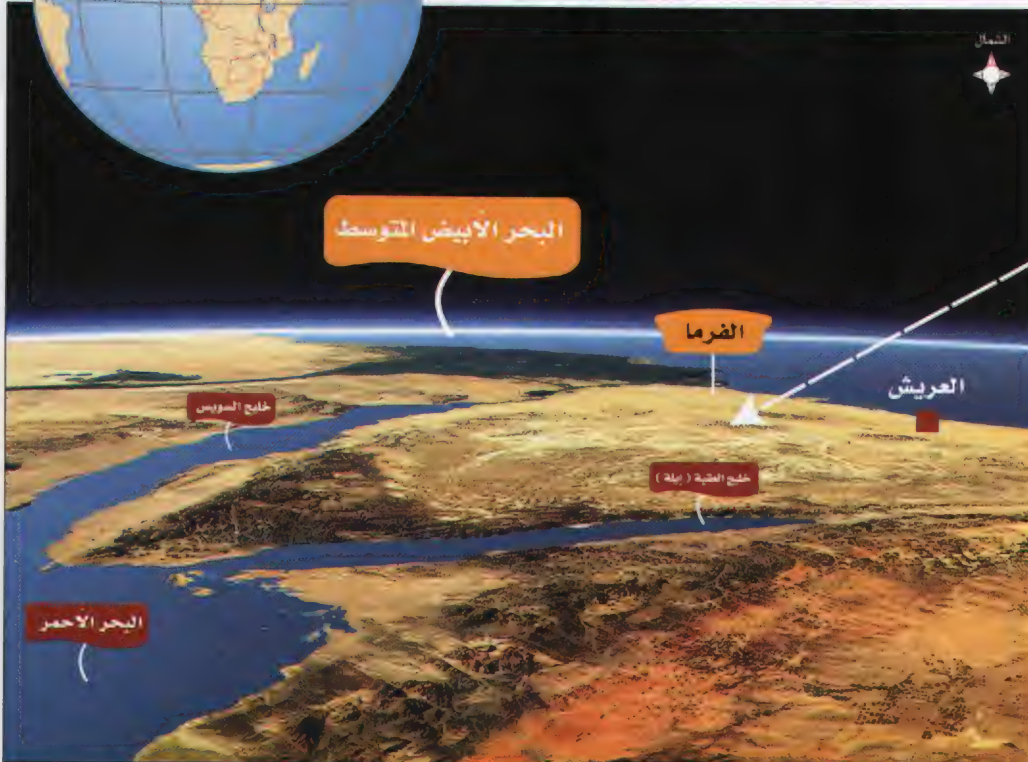 الشمال
البحر الأبيض المتوسط
الفرما
العريش
خليج السويس
خليج العقبة ( إيلة )
البحر الأحمر